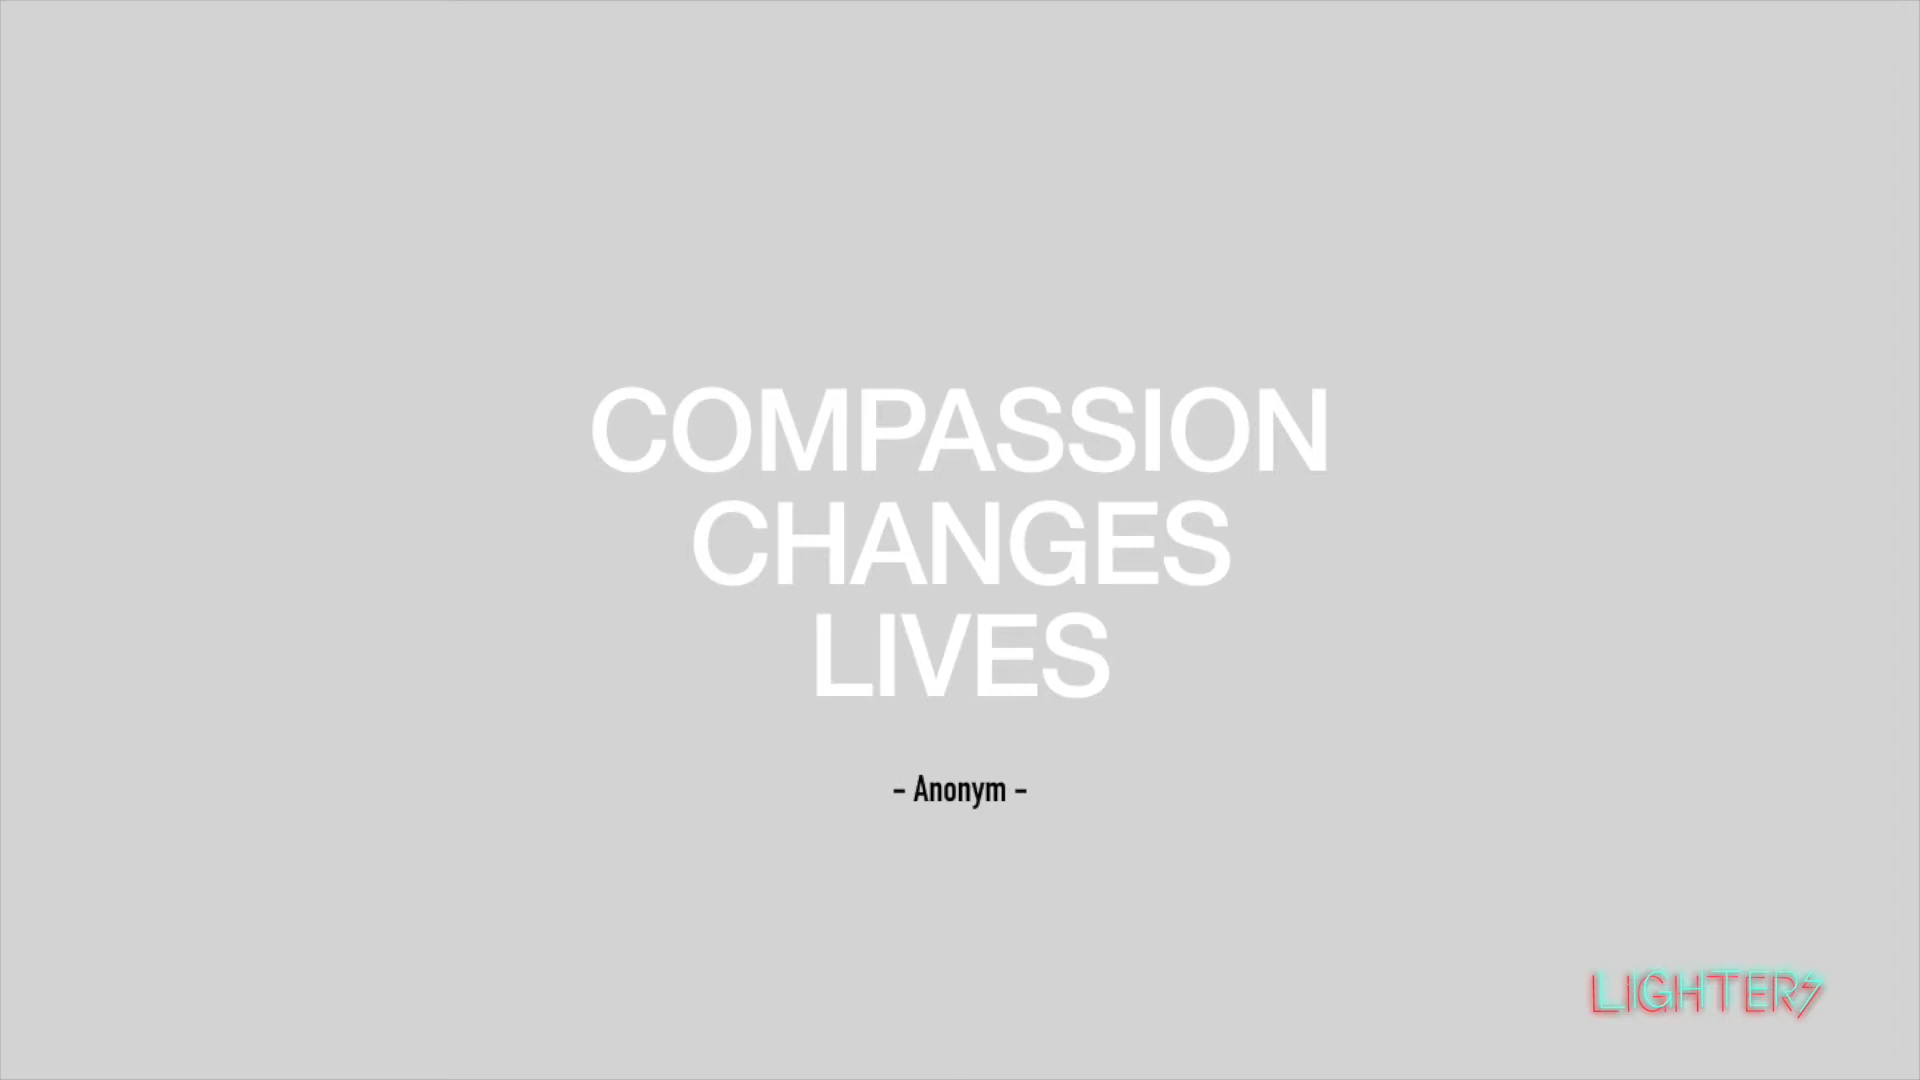 COMPASSION
CHANGES
LIVES
- Anonym -
LIGHTERS